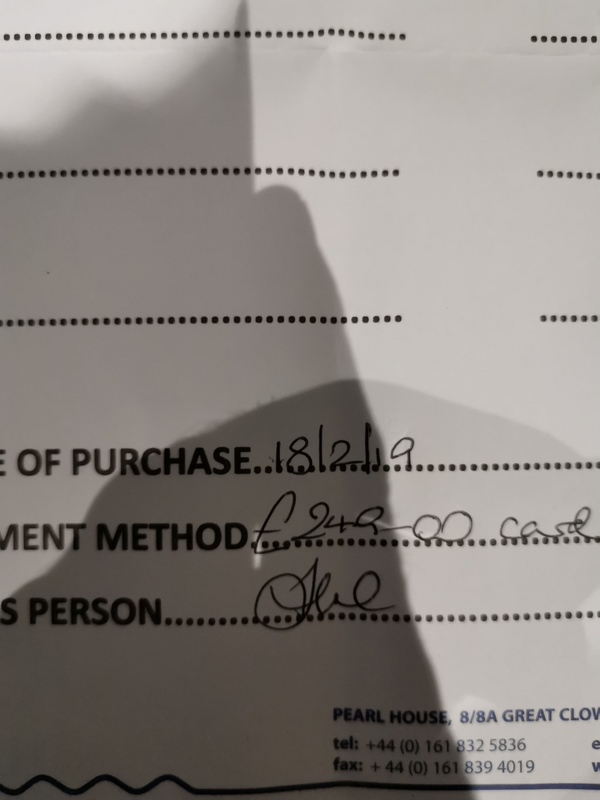 E OF PURCHASE..18/2/19
MENT METHOD £249-00 card
S PERSON
PEARL HOUSE, 8/8A GREAT CLOW
tel: +44 (0) 161 832 5836 e
fax: + 44 (0) 161 839 4019 w